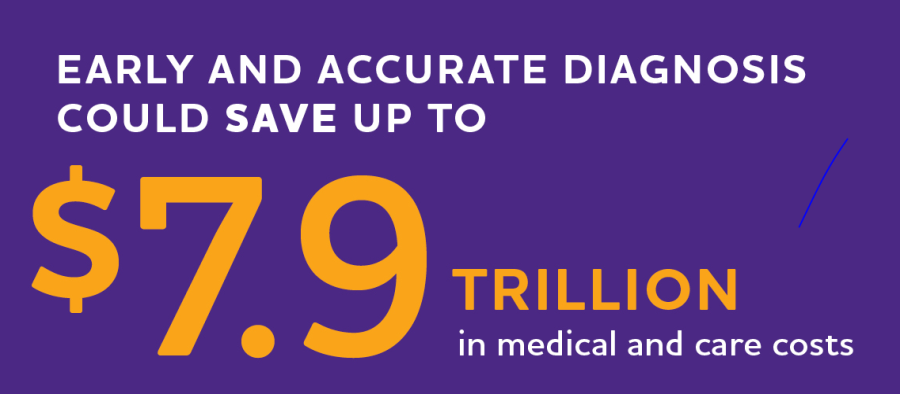 EARLY AND ACCURATE DIAGNOSIS
COULD SAVE UP TO
$7.9
TRILLION
in medical and care costs